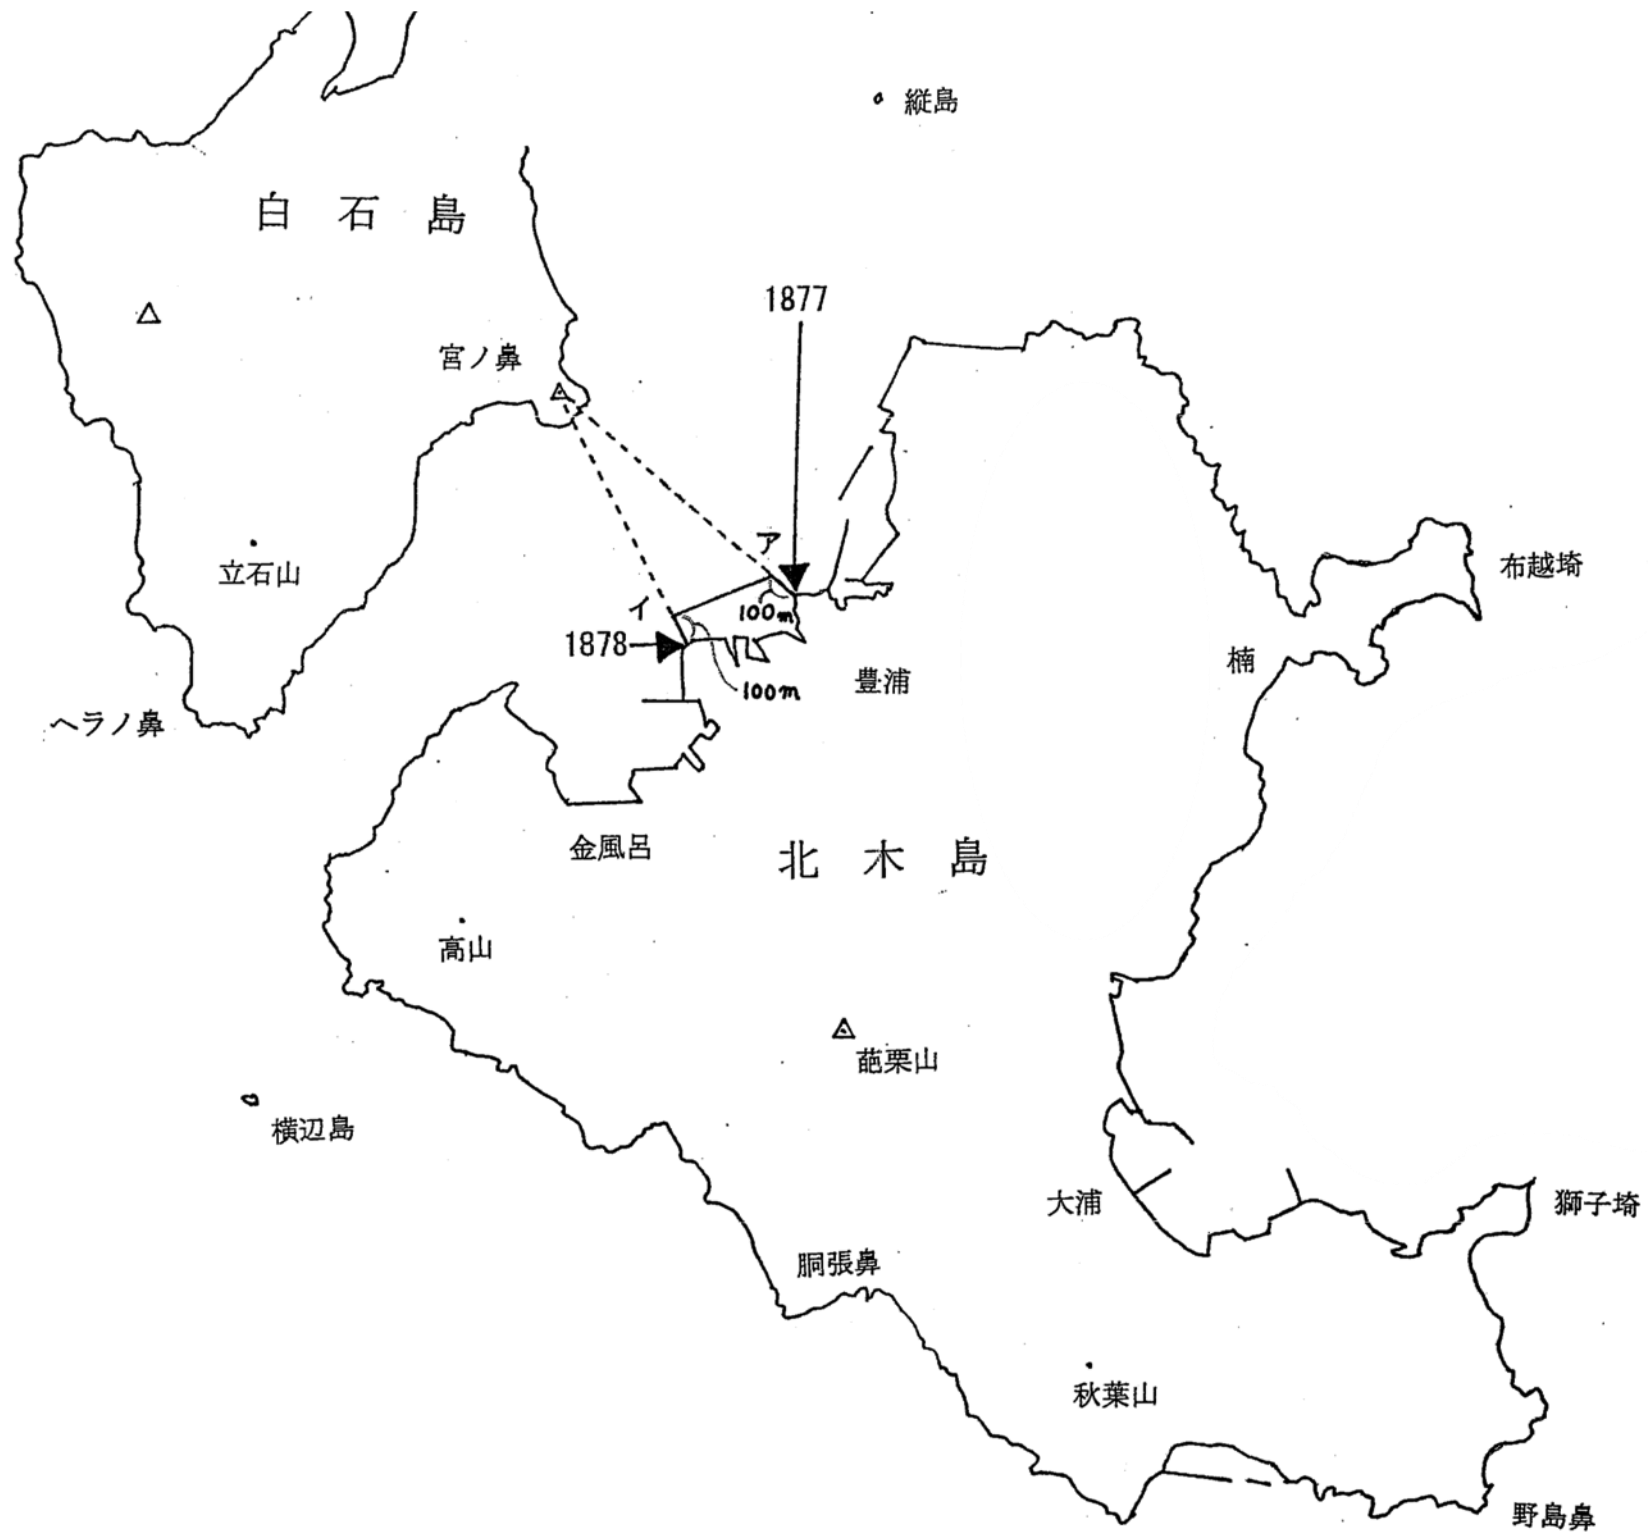 縦島
白石島
1877
宮ノ鼻
ア
立石山
布越埼
イ
100m
1878
楠
豊浦
100m
ヘラノ鼻
金風呂
北木島
高山
葩栗山
横辺島
大浦
獅子埼
胴張鼻
秋葉山
野島鼻